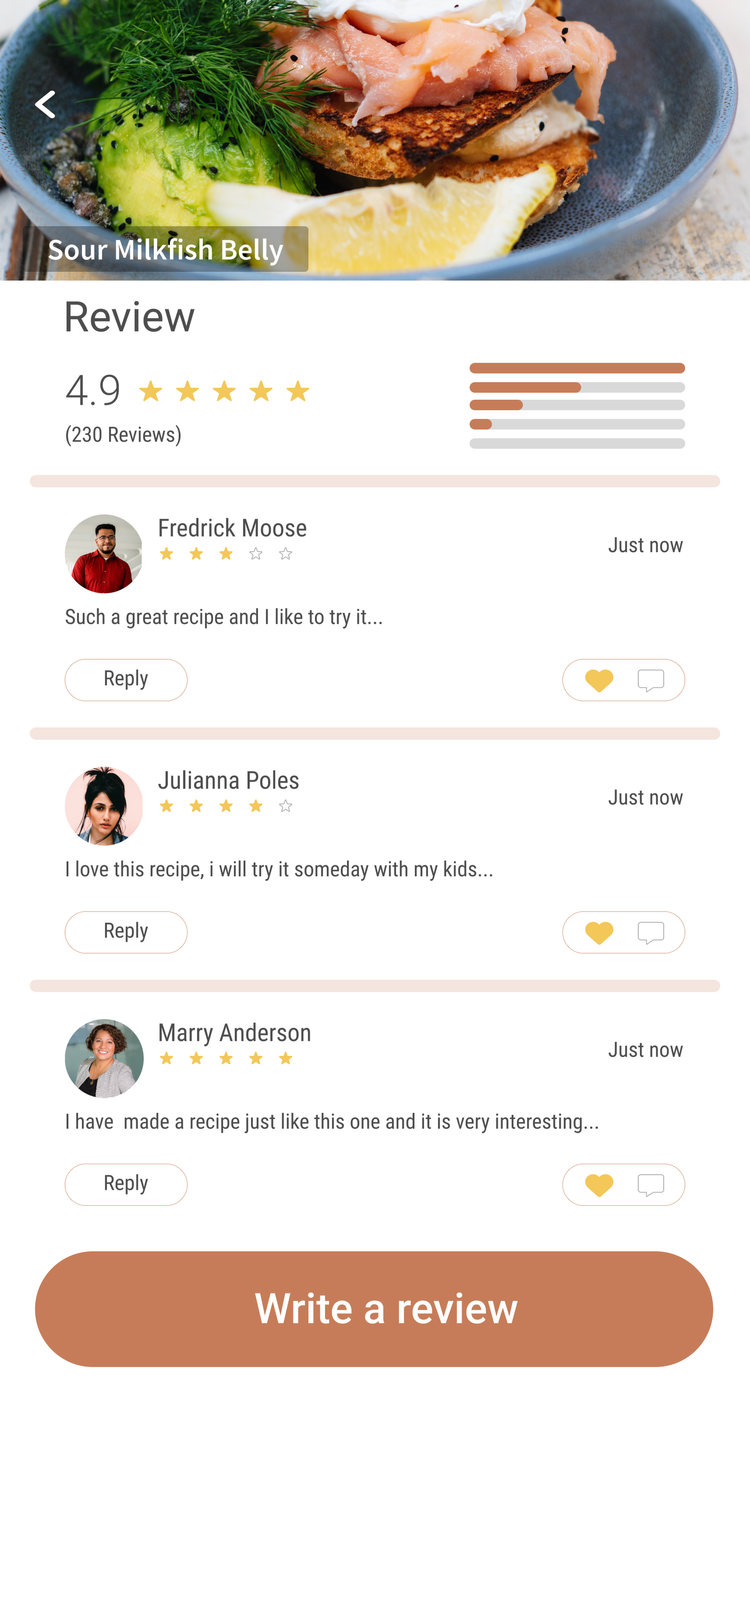 Sour Milkfish Belly
Review
4.9
(230 Reviews)
Fredrick Moose
Just now
Such a great recipe and I like to try it...
Reply
Julianna Poles
Just now
I love this recipe, i will try it someday with my kids...
Reply
Marry Anderson
Just now
I have  made a recipe just like this one and it is very interesting...
Reply
Write a review